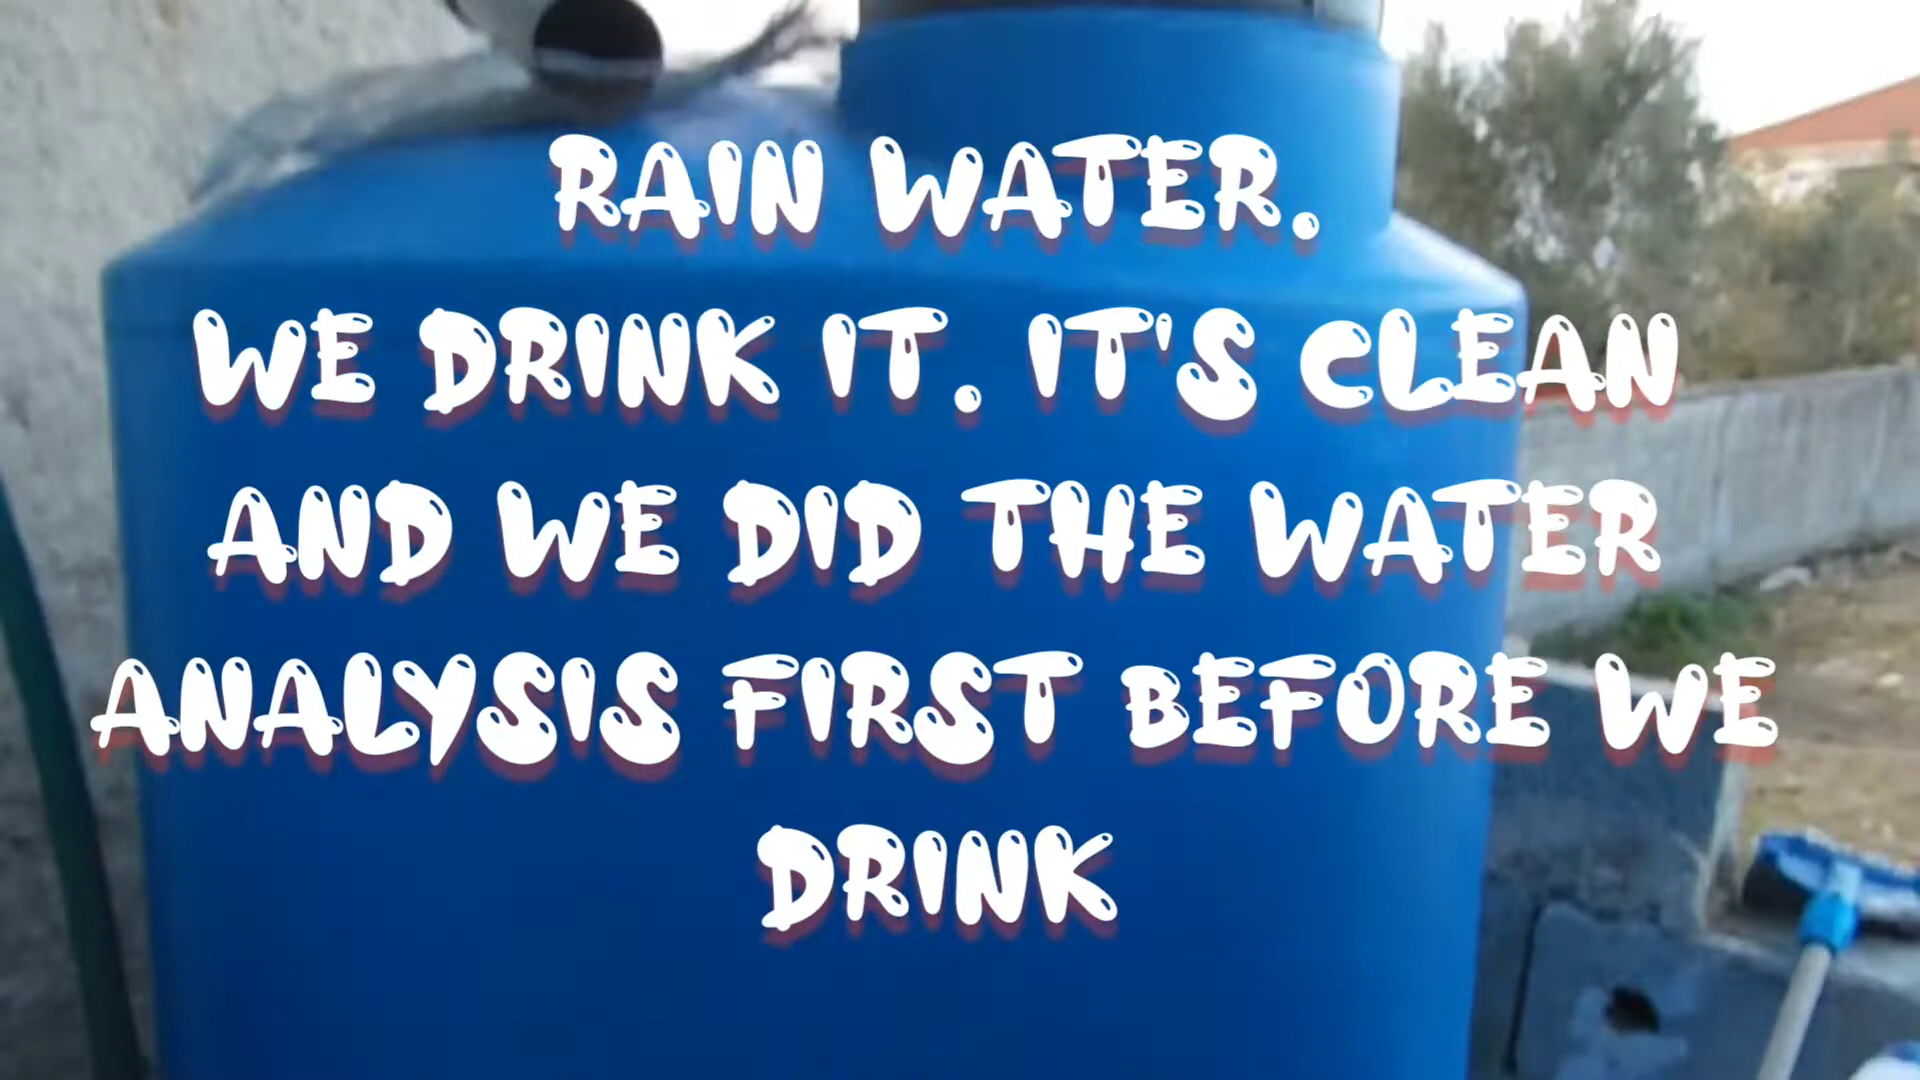 RAIN WATER.
WE DRINK IT. IT'S CLEAN
AND WE DID THE WATER
ANALYSIS FIRST BEFORE WE
DRINK